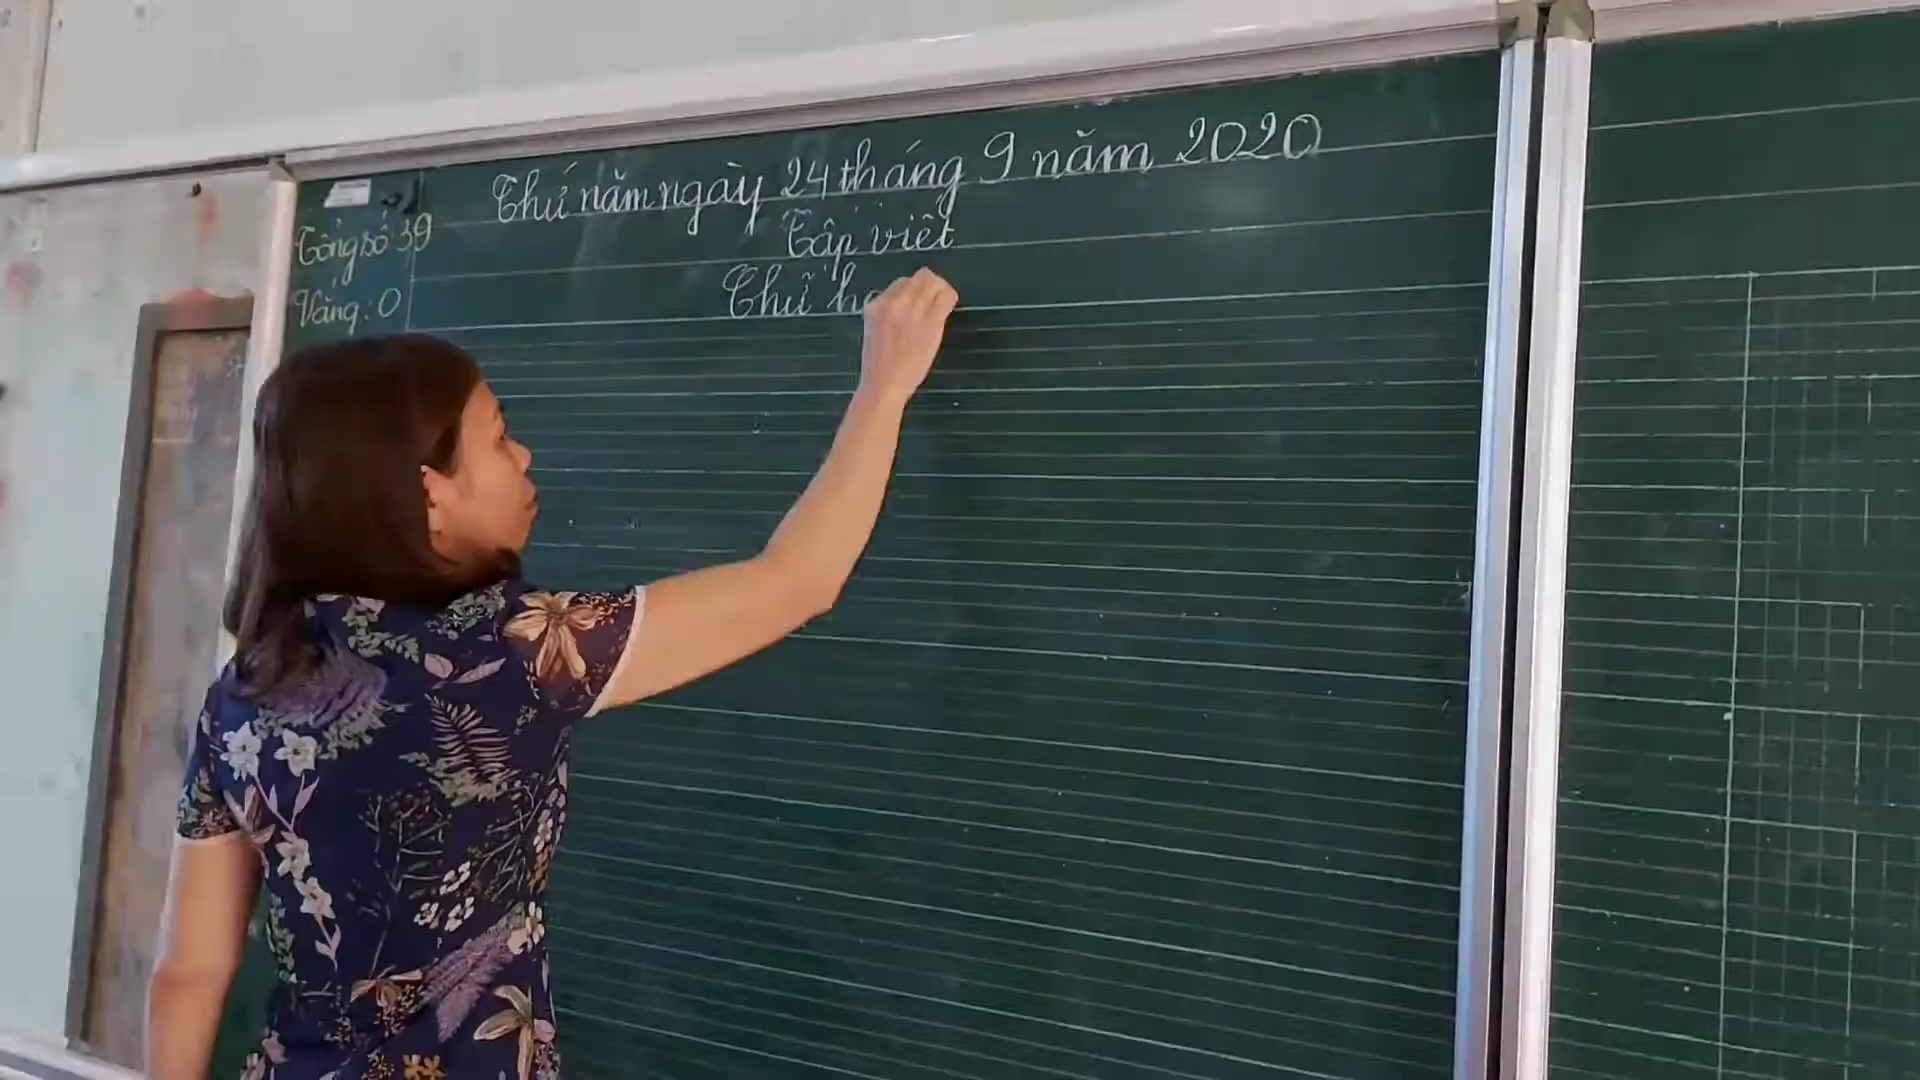 Thứ năm ngày 24 tháng 9 năm 2020
Tổng số 39
Tập viết
Vắng: 0
Chữ